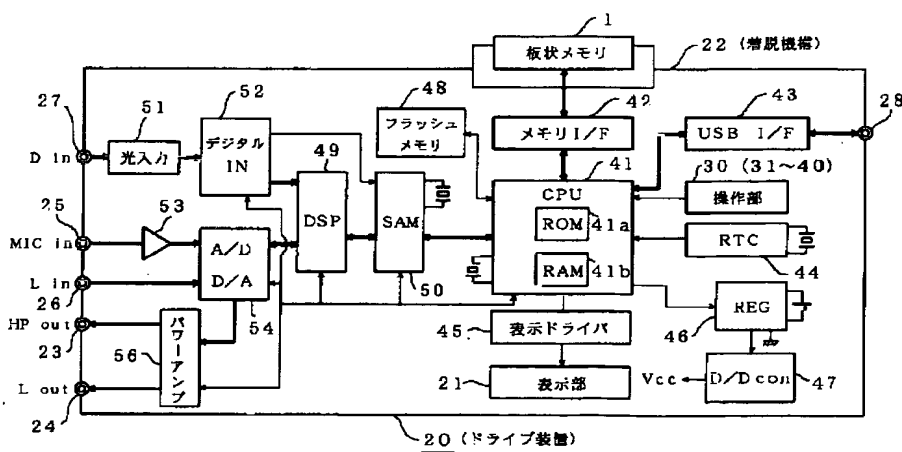 1
板状メモリ
22 (着脱機構)
27
51
52
48
42
43
28
D in
光入力
デジタル
IN
フラッシュ
メモリ
メモリI/F
USB I/F
49
41
30 (31〜40)
25
53
DSP
SAM
CPU
操作部
MIC in
A/D
D/A
ROM
41a
RTC
L in
RAM
41b
44
26
54
50
HP out
23
56
パワーアンプ
45
表示ドライバ
46
REG
L out
24
21
表示部
Vcc
D/Dcon
47
20 (ドライブ装置)